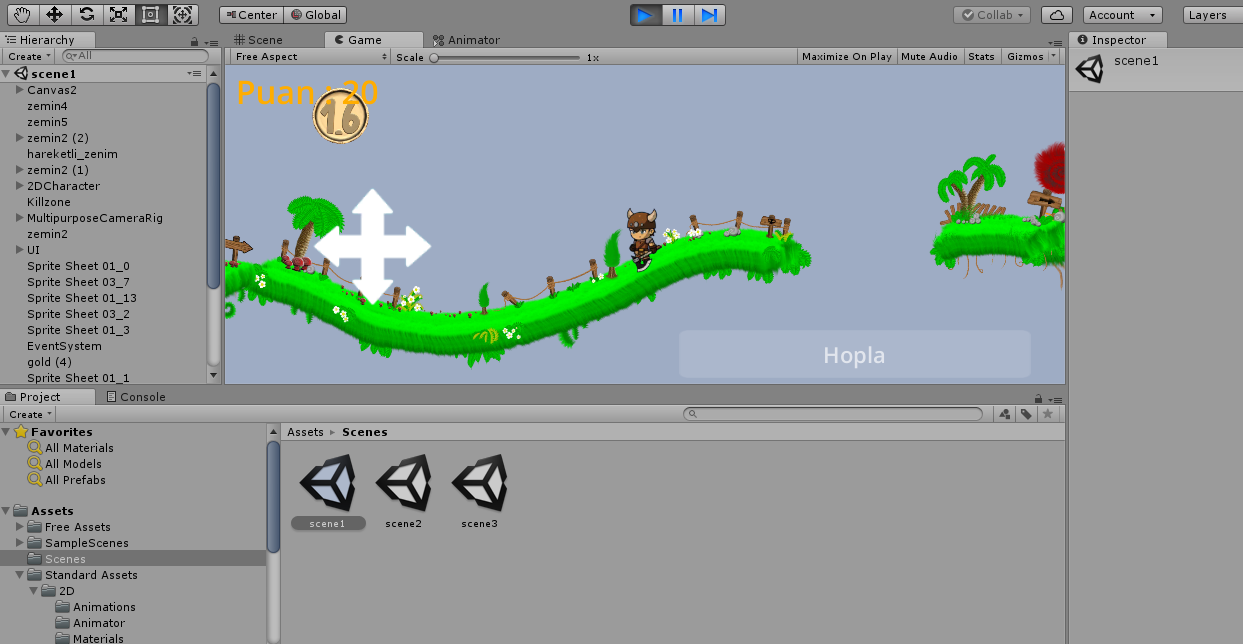 Center Global Collab Account Layers
Hierarchy Scene Game Animator Inspector
Create All Free Aspect Scale 1x Maximize On Play Mute Audio Stats Gizmos
scene1
scene1
Canvas2
zemin4
zemin5
zemin2 (2)
hareketli_zenim
zemin2 (1)
2DCharacter
Killzone
MultipurposeCameraRig
zemin2
UI
Sprite Sheet 01_0
Sprite Sheet 03_7
Sprite Sheet 01_13
Sprite Sheet 03_2
Sprite Sheet 01_3
EventSystem
gold (4)
Sprite Sheet 01_1
Puan : 20
1.6
Hopla
Project Console
Create
Favorites
All Materials
All Models
All Prefabs
Assets
Free Assets
SampleScenes
Scenes
Standard Assets
2D
Animations
Animator
Materials
Assets Scenes
scene1 scene2 scene3